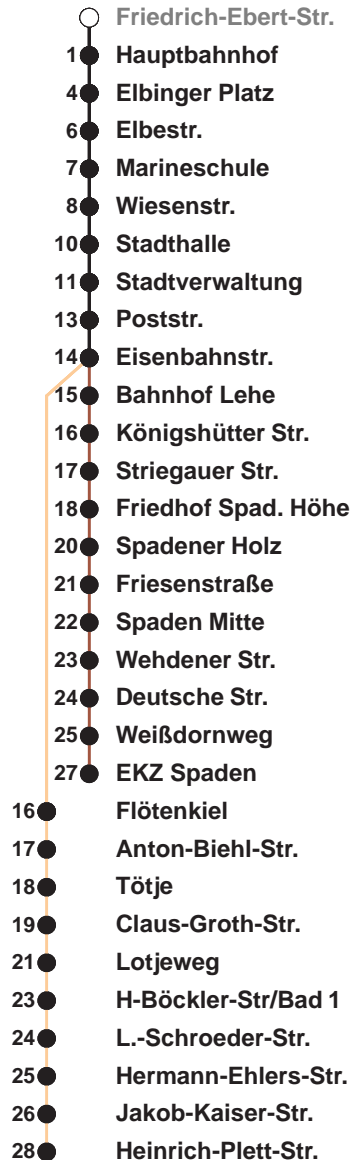 Friedrich-Ebert-Str.
1 Hauptbahnhof
4 Elbinger Platz
6 Elbestr.
7 Marineschule
8 Wiesenstr.
10 Stadthalle
11 Stadtverwaltung
13 Poststr.
14 Eisenbahnstr.
15 Bahnhof Lehe
16 Königshütter Str.
17 Striegauer Str.
18 Friedhof Spad. Höhe
20 Spadener Holz
21 Friesenstraße
22 Spaden Mitte
23 Wehdener Str.
24 Deutsche Str.
25 Weißdornweg
27 EKZ Spaden
16 Flötenkiel
17 Anton-Biehl-Str.
18 Tötje
19 Claus-Groth-Str.
21 Lotjeweg
23 H-Böckler-Str/Bad 1
24 L.-Schroeder-Str.
25 Hermann-Ehlers-Str.
26 Jakob-Kaiser-Str.
28 Heinrich-Plett-Str.